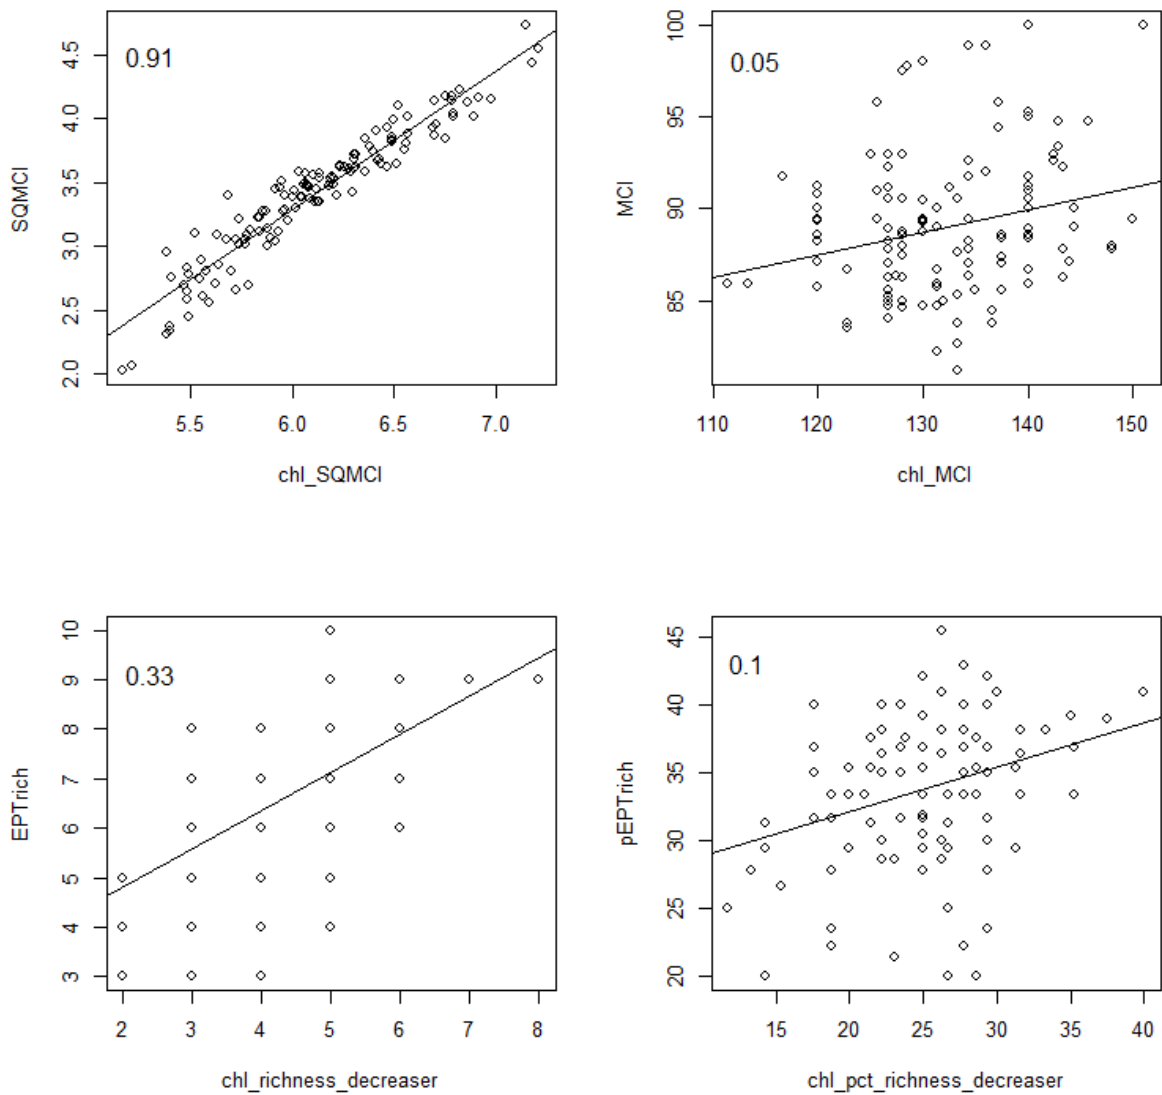 0.91
SQMCI
2.0 2.5 3.0 3.5 4.0 4.5
5.5 6.0 6.5 7.0
chl_SQMCI
0.05
MCI
85 90 95 100
110 120 130 140 150
chl_MCI
0.33
EPTrich
3 4 5 6 7 8 9 10
2 3 4 5 6 7 8
chl_richness_decreaser
0.1
pEPTrich
20 25 30 35 40 45
15 20 25 30 35 40
chl_pct_richness_decreaser